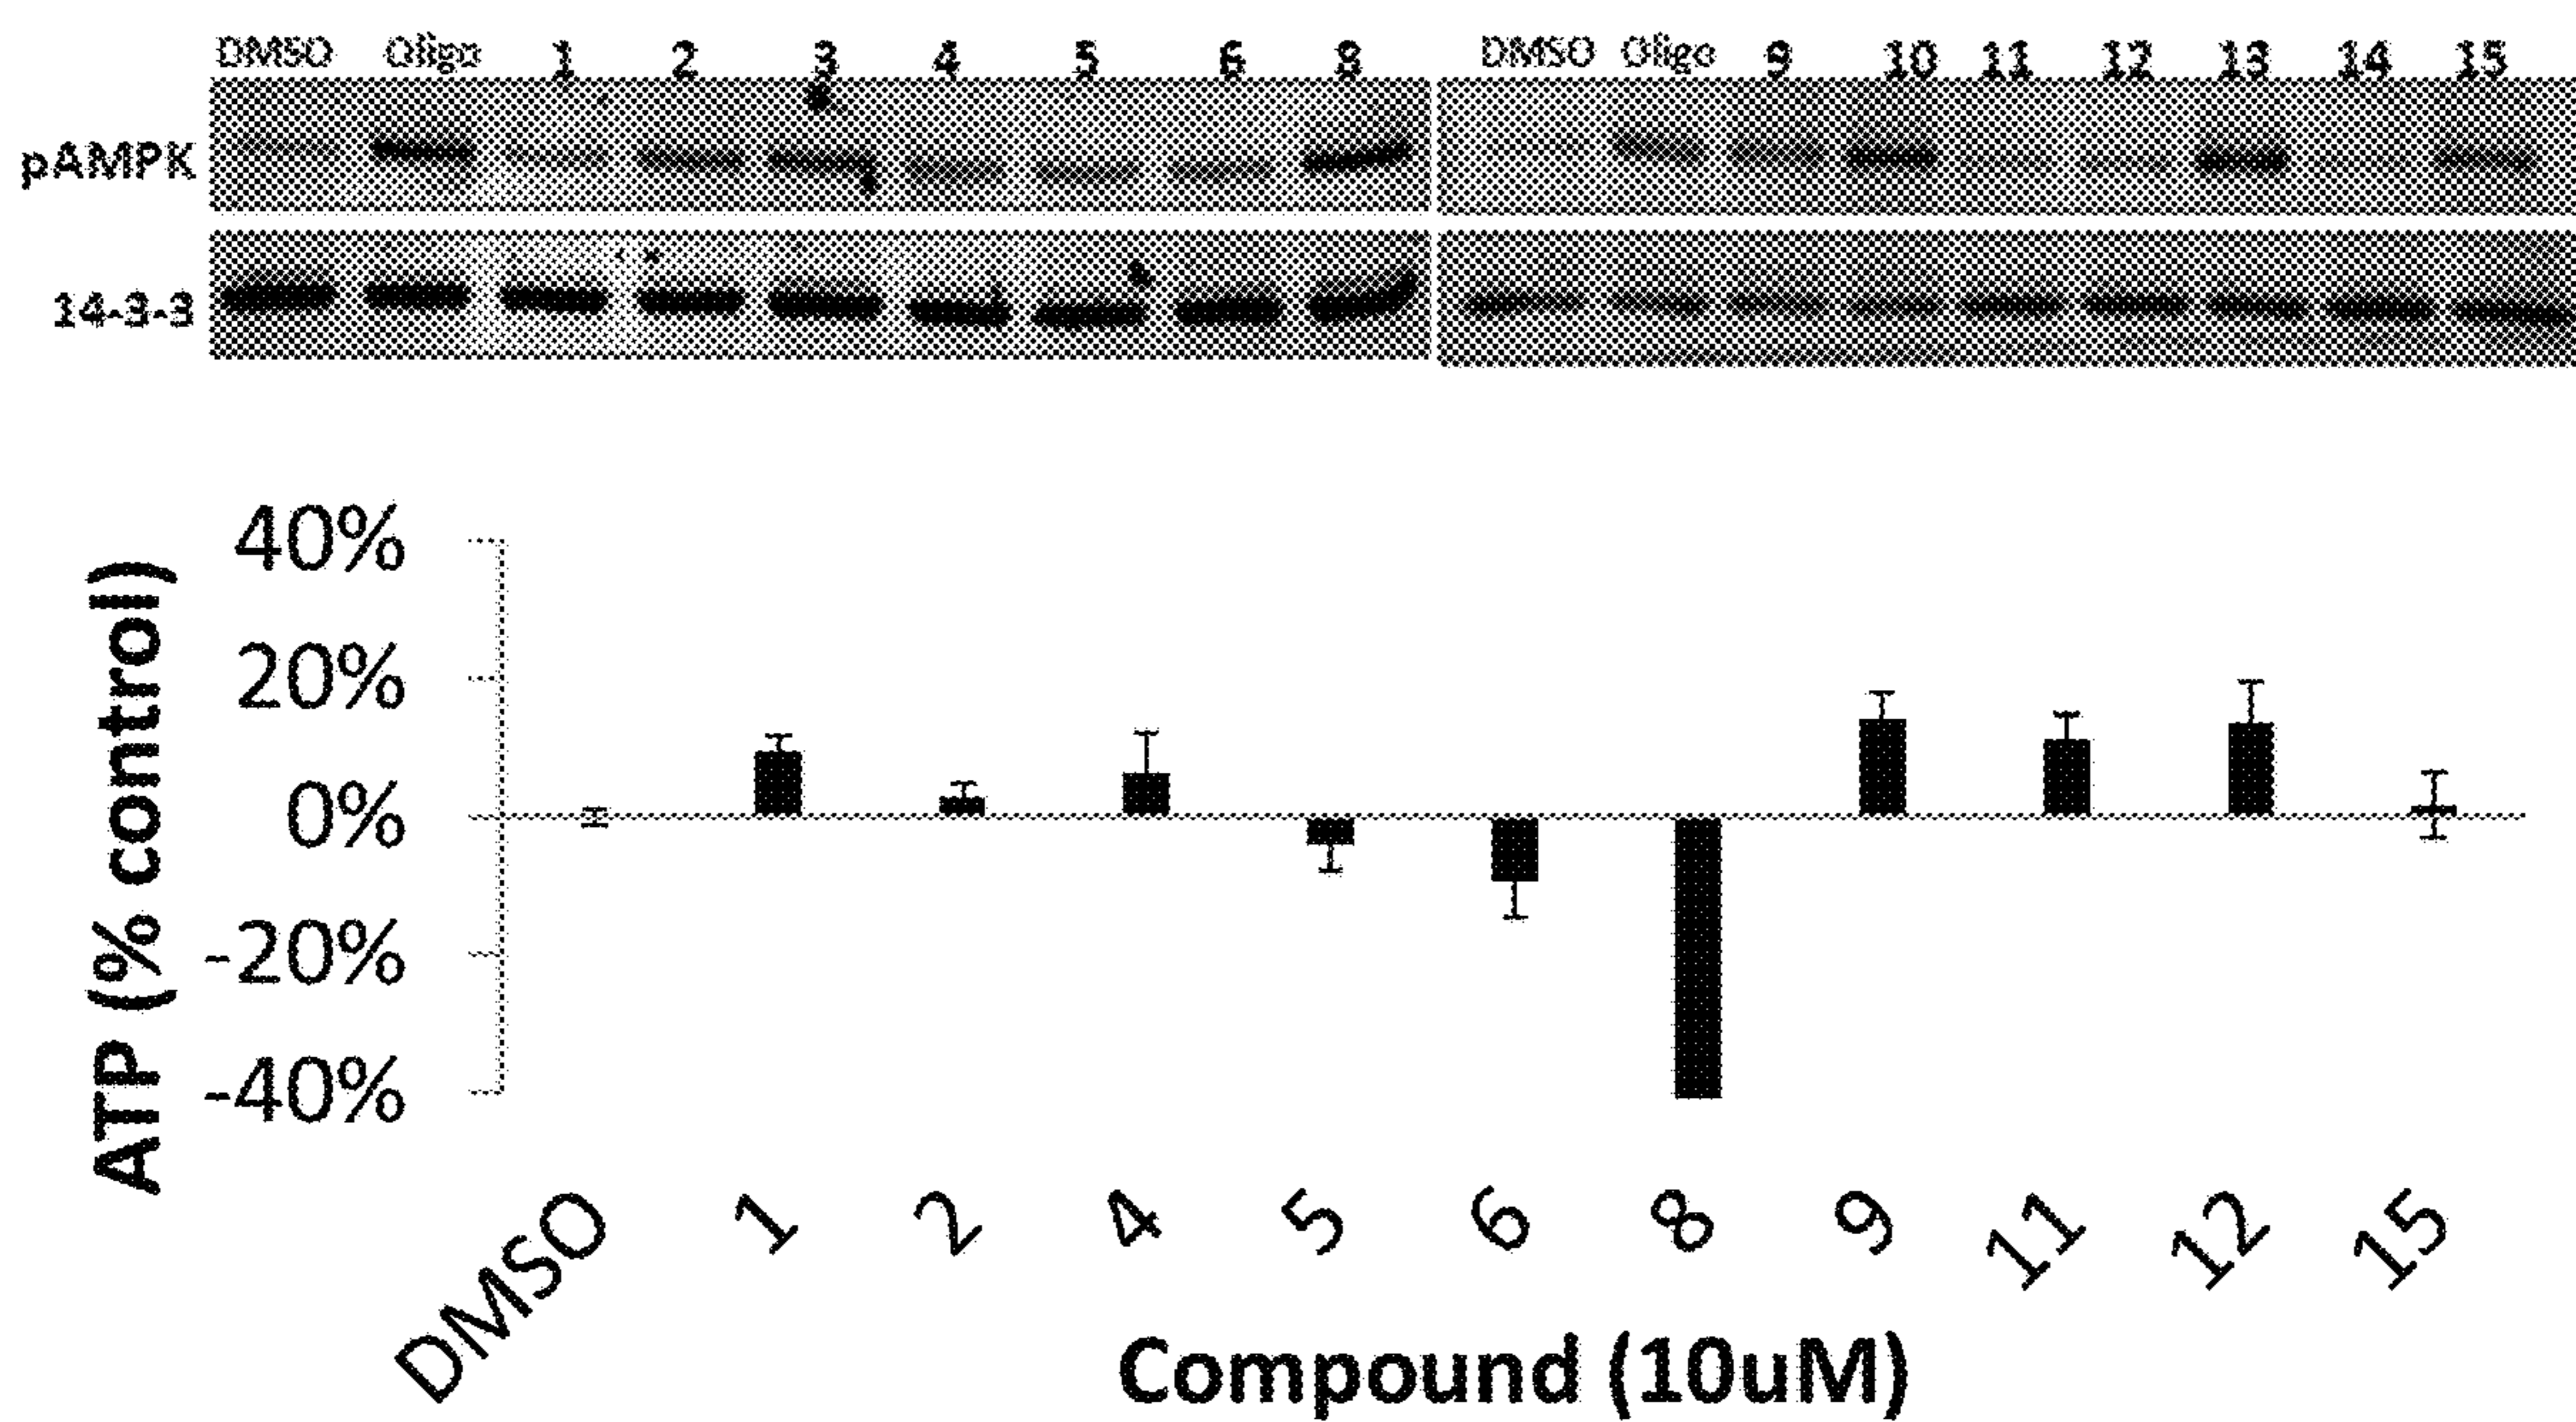 DMSO Oligo 1 2 3 4 5 6 8 DMSO Oligo 9 10 11 12 13 14 15
pAMPK
14-3-3
40%
20%
0%
-20%
-40%
ATP (% control)
DMSO 1 2 4 5 6 8 9 11 12 15
Compound (10uM)